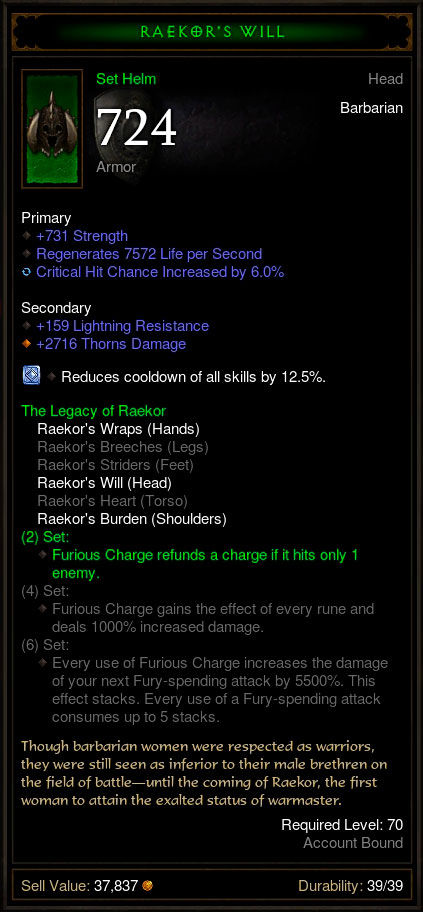 RAEKOR'S WILL
Set Helm
Head
724
Barbarian
Armor
Primary
+731 Strength
Regenerates 7572 Life per Second
Critical Hit Chance Increased by 6.0%
Secondary
+159 Lightning Resistance
+2716 Thorns Damage
Reduces cooldown of all skills by 12.5%.
The Legacy of Raekor
Raekor's Wraps (Hands)
Raekor's Breeches (Legs)
Raekor's Striders (Feet)
Raekor's Will (Head)
Raekor's Heart (Torso)
Raekor's Burden (Shoulders)
(2) Set:
Furious Charge refunds a charge if it hits only 1
enemy.
(4) Set:
Furious Charge gains the effect of every rune and
deals 1000% increased damage.
(6) Set:
Every use of Furious Charge increases the damage
of your next Fury-spending attack by 5500%. This
effect stacks. Every use of a Fury-spending attack
consumes up to 5 stacks.
Though barbarian women were respected as warriors,
they were still seen as inferior to their male brethren on
the field of battle—until the coming of Raekor, the first
woman to attain the exalted status of warmaster.
Required Level: 70
Account Bound
Sell Value: 37,837
Durability: 39/39